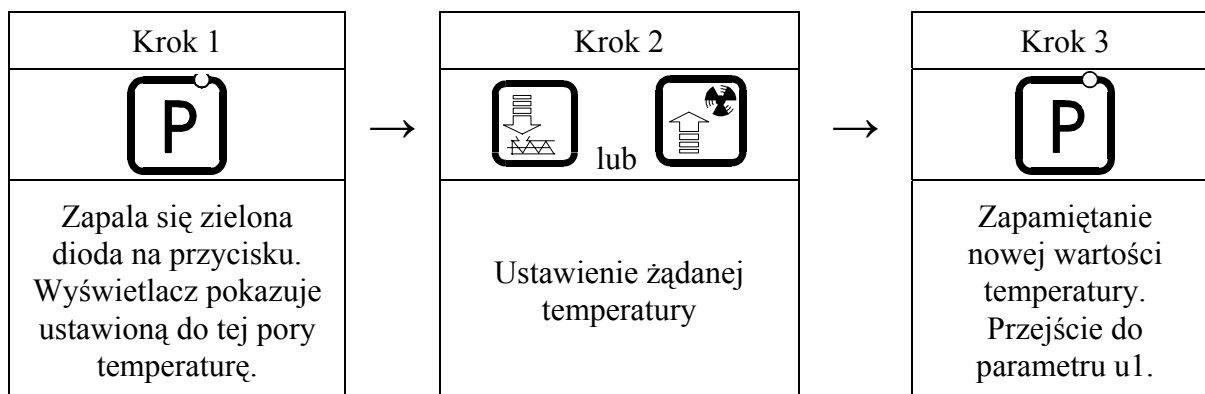 Krok 1
P
Zapala się zielona
dioda na przycisku.
Wyświetlacz pokazuje
ustawioną do tej pory
temperaturę.
Krok 2
lub
Ustawienie żądanej
temperatury
Krok 3
P
Zapamiętanie
nowej wartości
temperatury.
Przejście do
parametru u1.